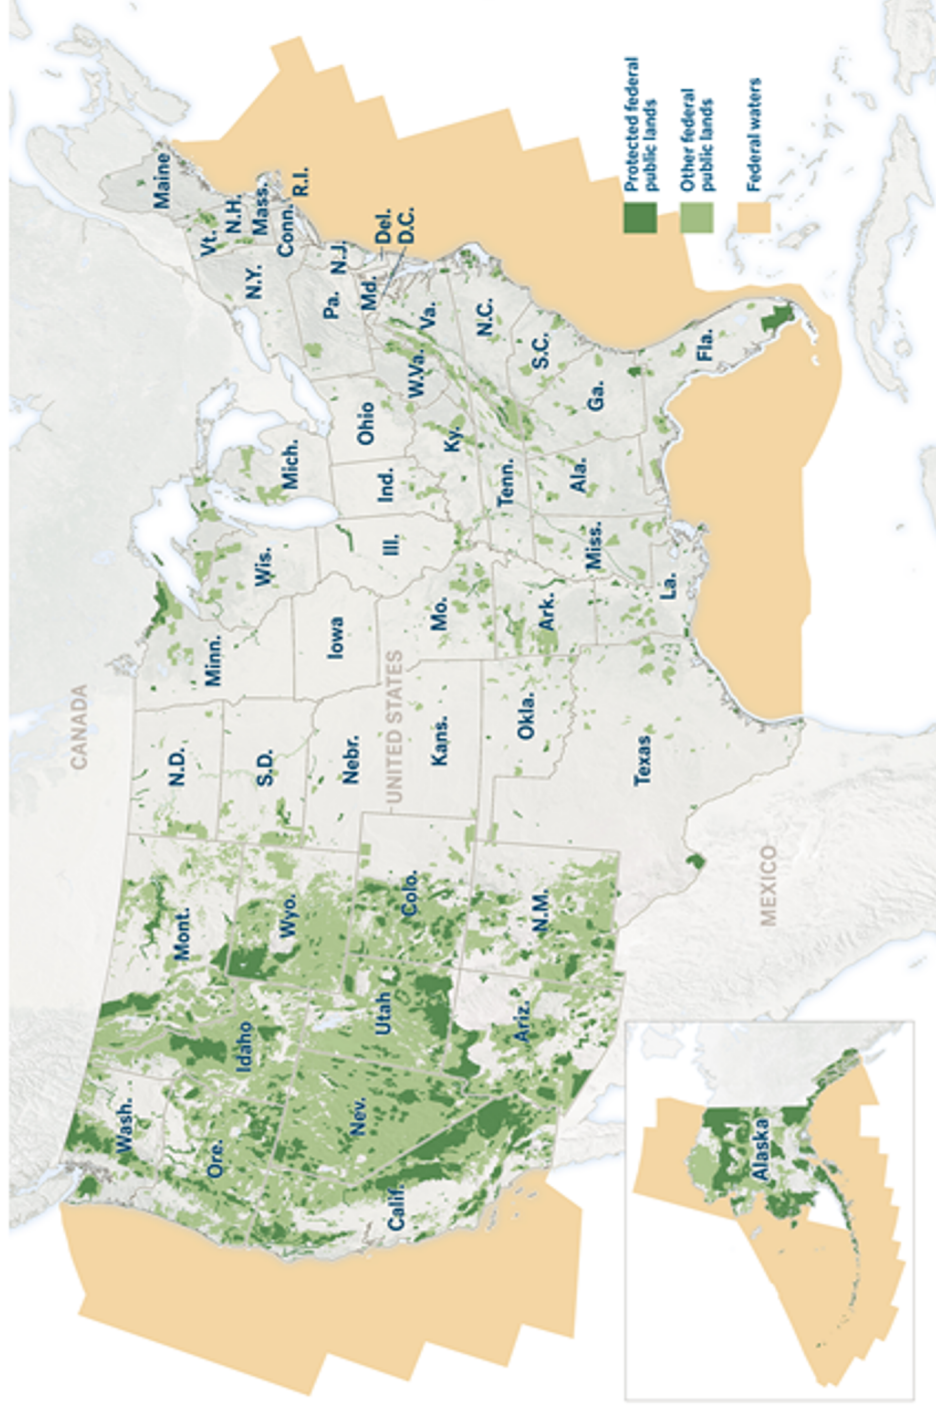 CANADA
UNITED STATES
MEXICO
Wash.
Ore.
Calif.
Idaho
Nev.
Mont.
Wyo.
Utah
Colo.
Ariz.
N.M.
N.D.
S.D.
Nebr.
Kans.
Okla.
Texas
Minn.
Iowa
Mo.
Ark.
La.
Wis.
Ill.
Mich.
Ind.
Ohio
Ky.
Tenn.
Miss.
Ala.
Ga.
Fla.
S.C.
N.C.
Va.
W.Va.
Pa.
Md.
N.J.
Del.
D.C.
N.Y.
Conn.
R.I.
Mass.
Vt.
N.H.
Maine
Alaska
Protected federal
public lands
Other federal
public lands
Federal waters